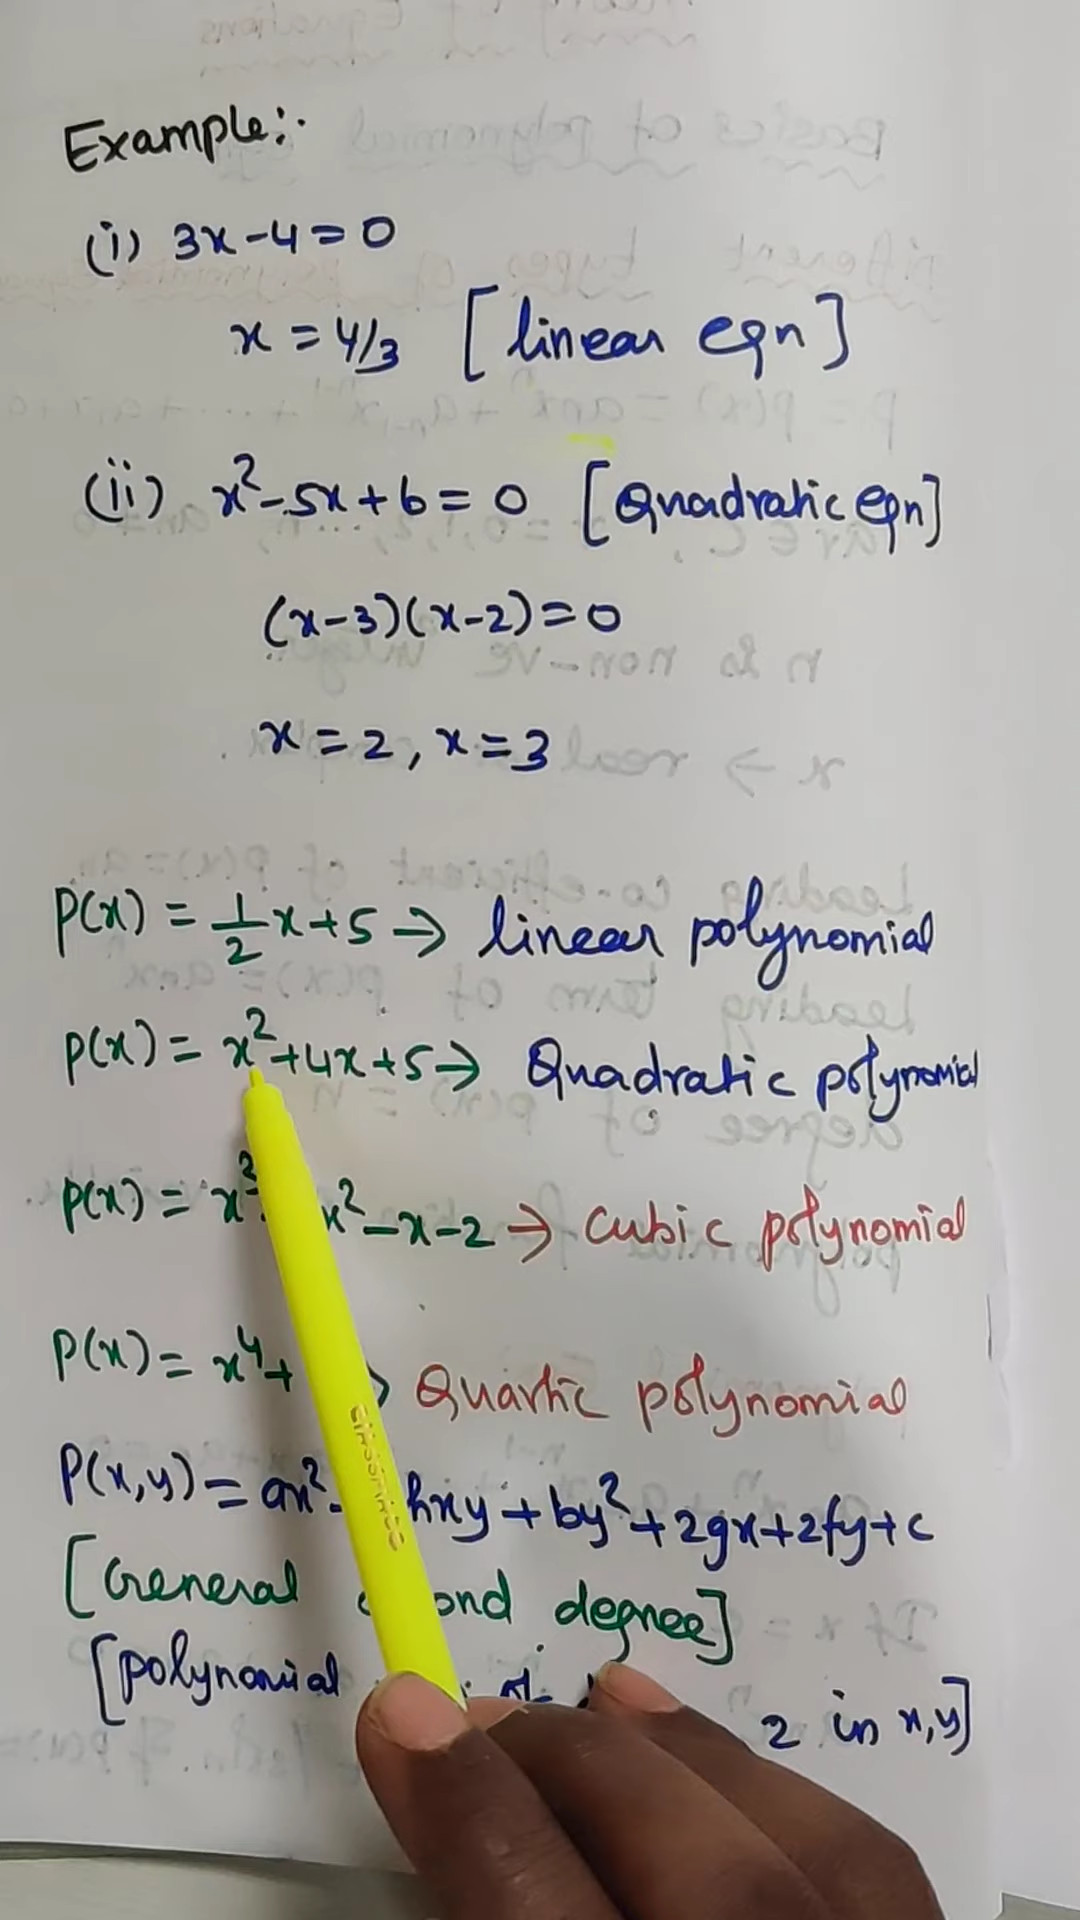 Example:-
(i) 3x-4=0
x = 4/3 [linear eqn]
(ii) x²-5x+6=0 [Quadratic eqn]
(x-3)(x-2)=0
x=2, x=3
P(x) = 1/2 x+5 → linear polynomial
P(x) = x²+4x+5 → Quadratic polynomial
P(x) = x³ x²-x-2 → cubic polynomial
P(x) = x⁴+ → Quartic polynomial
P(x,y) = ax² hxy+by²+2gx+2fy+c
[General degree]
[polynomial 2 in x,y]